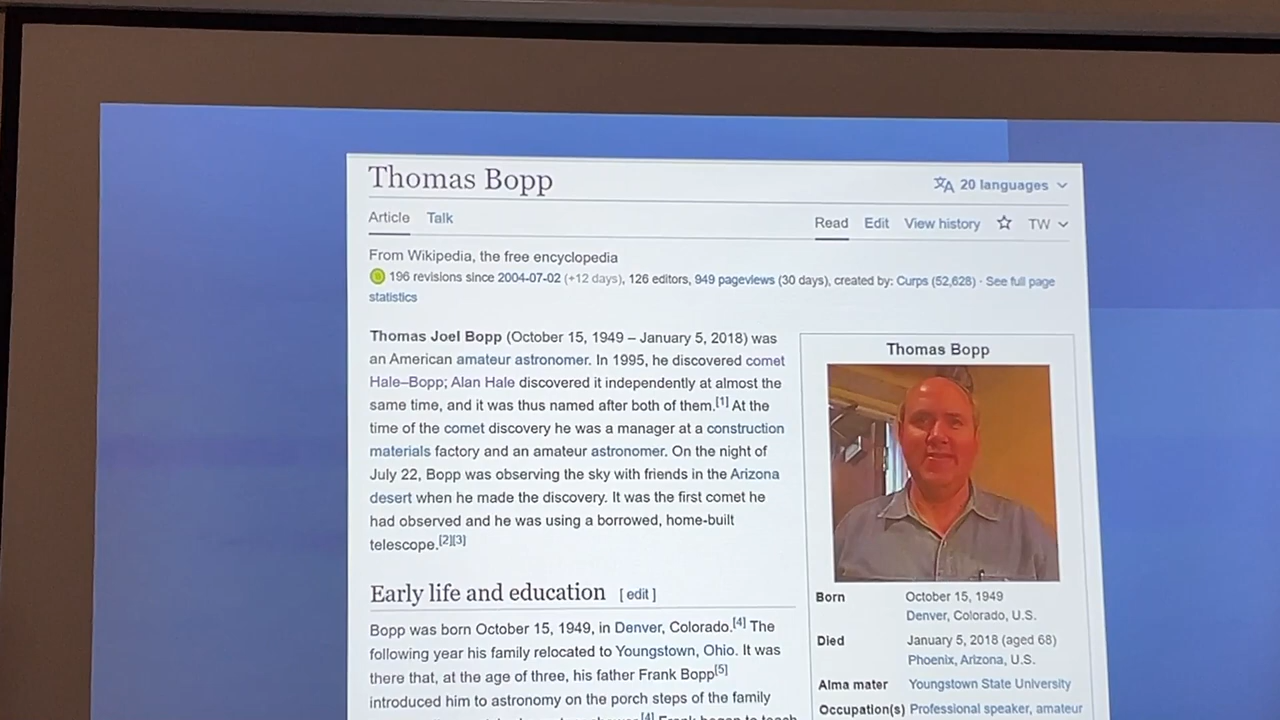 Thomas Bopp
20 languages
Article Talk
Read Edit View history TW
From Wikipedia, the free encyclopedia
196 revisions since 2004-07-02 (+12 days), 126 editors, 949 pageviews (30 days), created by: Curps (52,628) · See full page
statistics
Thomas Joel Bopp (October 15, 1949 – January 5, 2018) was
an American amateur astronomer. In 1995, he discovered comet
Hale–Bopp; Alan Hale discovered it independently at almost the
same time, and it was thus named after both of them.[1] At the
time of the comet discovery he was a manager at a construction
materials factory and an amateur astronomer. On the night of
July 22, Bopp was observing the sky with friends in the Arizona
desert when he made the discovery. It was the first comet he
had observed and he was using a borrowed, home-built
telescope.[2][3]
Early life and education [ edit ]
Bopp was born October 15, 1949, in Denver, Colorado.[4] The
following year his family relocated to Youngstown, Ohio. It was
there that, at the age of three, his father Frank Bopp[5]
introduced him to astronomy on the porch steps of the family
Thomas Bopp
Born October 15, 1949
Denver, Colorado, U.S.
Died January 5, 2018 (aged 68)
Phoenix, Arizona, U.S.
Alma mater Youngstown State University
Occupation(s) Professional speaker, amateur